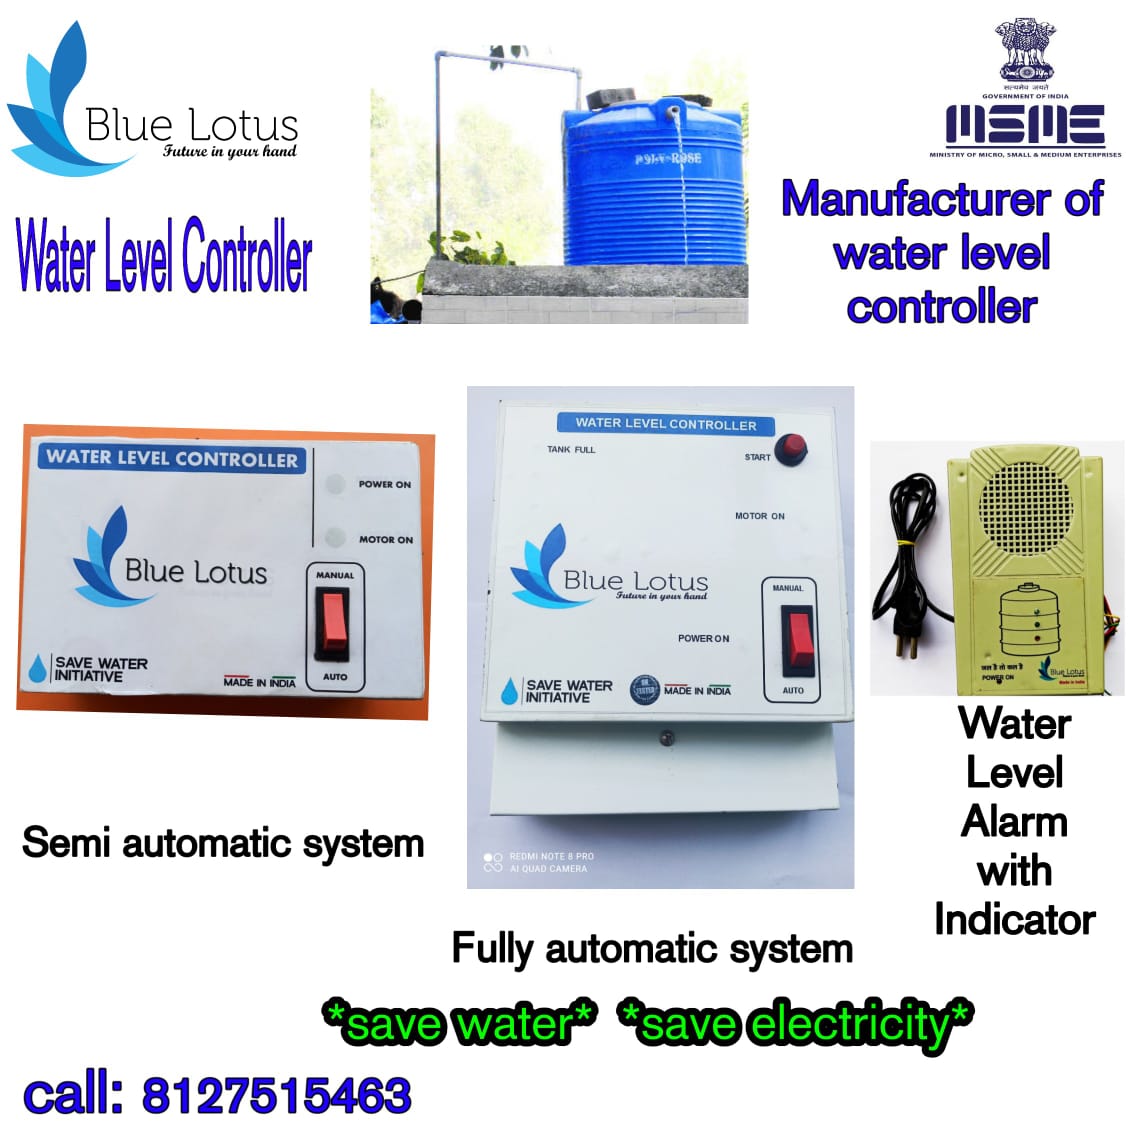 Blue Lotus
Future in your hand
Water Level Controller
सत्यमेव जयते
GOVERNMENT OF INDIA
MSME
MINISTRY OF MICRO, SMALL & MEDIUM ENTERPRISES
Manufacturer of
water level
controller
WATER LEVEL CONTROLLER
POWER ON
MOTOR ON
Blue Lotus
MANUAL
AUTO
SAVE WATER
INITIATIVE
MADE IN INDIA
Semi automatic system
WATER LEVEL CONTROLLER
TANK FULL
START
MOTOR ON
Blue Lotus
Future in your hand
MANUAL
POWER ON
AUTO
SAVE WATER
INITIATIVE
OK
TESTED
MADE IN INDIA
REDMI NOTE 8 PRO
AI QUAD CAMERA
Fully automatic system
जल है तो कल है
POWER ON
Blue Lotus
Made in India
Water
Level
Alarm
with
Indicator
*save water* *save electricity*
call: 8127515463